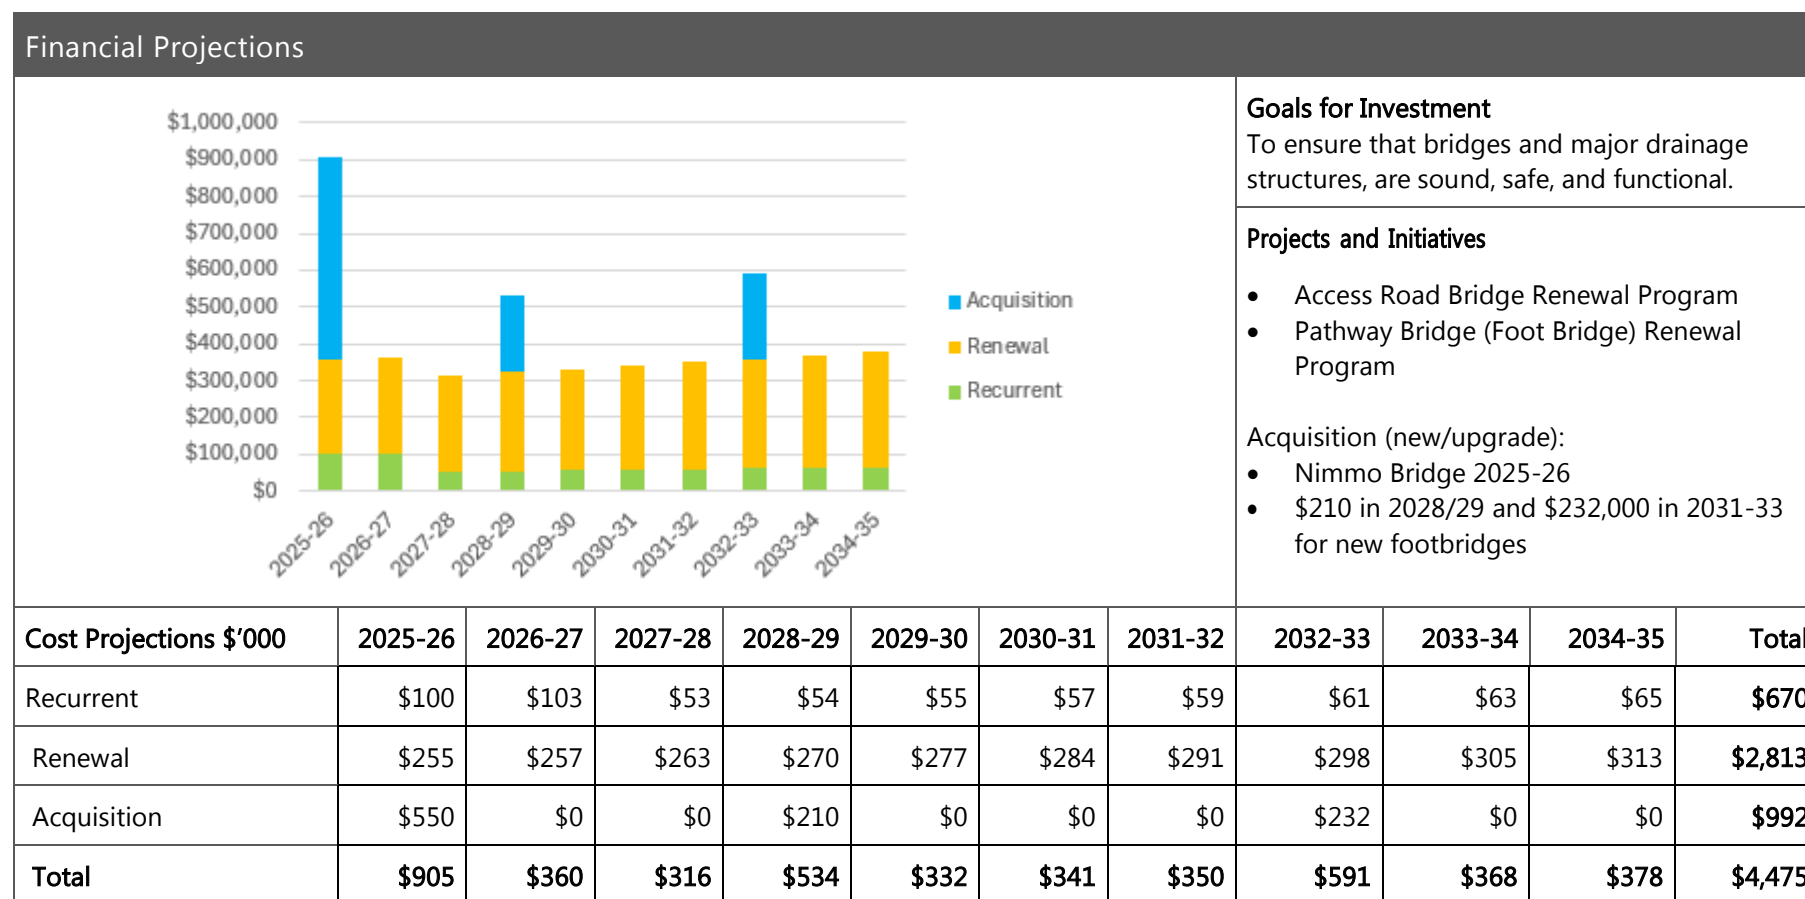 Financial Projections
$1,000,000
$900,000
$800,000
$700,000
$600,000
$500,000
$400,000
$300,000
$200,000
$100,000
$0
2025-26 2026-27 2027-28 2028-29 2029-30 2030-31 2031-32 2032-33 2033-34 2034-35
Acquisition
Renewal
Recurrent
Goals for Investment
To ensure that bridges and major drainage
structures, are sound, safe, and functional.
Projects and Initiatives
• Access Road Bridge Renewal Program
• Pathway Bridge (Foot Bridge) Renewal
Program
Acquisition (new/upgrade):
• Nimmo Bridge 2025-26
• $210 in 2028/29 and $232,000 in 2031-33
for new footbridges
Cost Projections $’000 2025-26 2026-27 2027-28 2028-29 2029-30 2030-31 2031-32 2032-33 2033-34 2034-35 Total
Recurrent $100 $103 $53 $54 $55 $57 $59 $61 $63 $65 $670
Renewal $255 $257 $263 $270 $277 $284 $291 $298 $305 $313 $2,813
Acquisition $550 $0 $0 $210 $0 $0 $0 $232 $0 $0 $992
Total $905 $360 $316 $534 $332 $341 $350 $591 $368 $378 $4,475